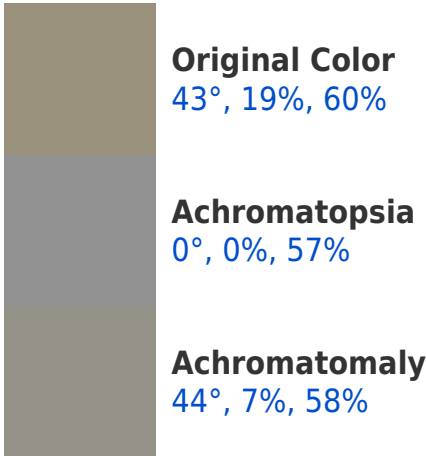 Original Color
43°, 19%, 60%
Achromatopsia
0°, 0%, 57%
Achromatomaly
44°, 7%, 58%